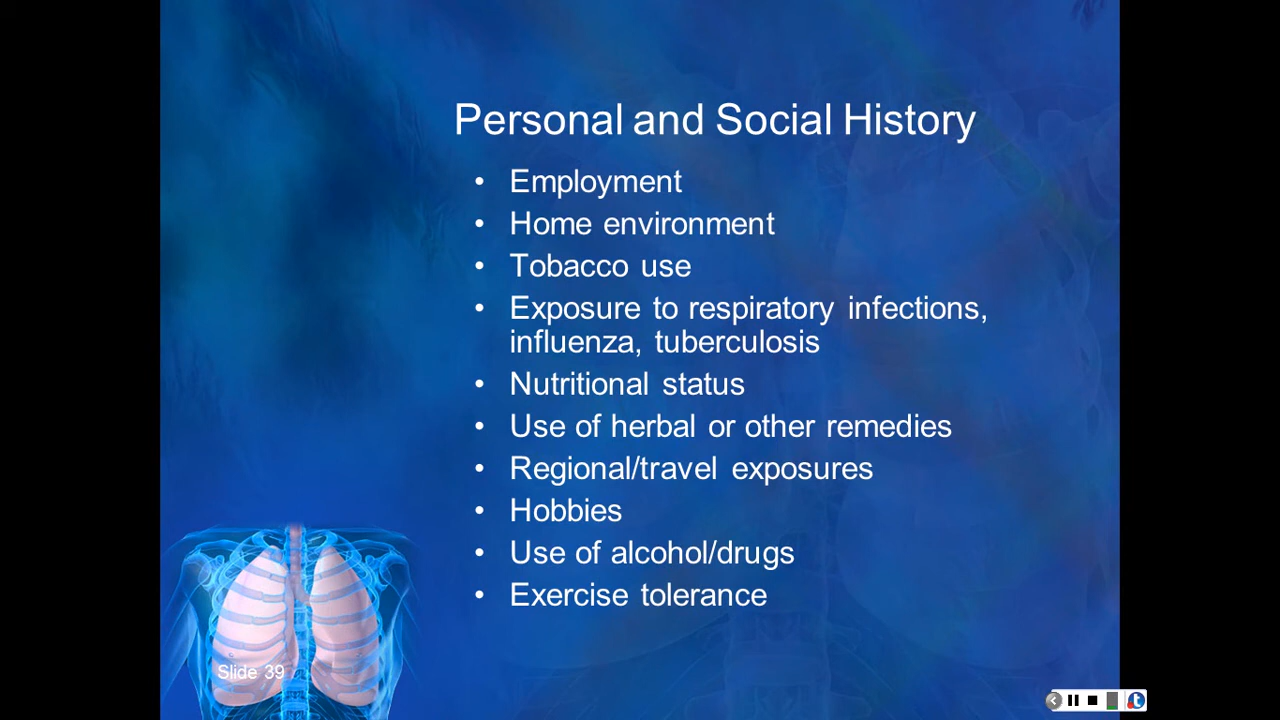 Personal and Social History
• Employment
• Home environment
• Tobacco use
• Exposure to respiratory infections,
influenza, tuberculosis
• Nutritional status
• Use of herbal or other remedies
• Regional/travel exposures
• Hobbies
• Use of alcohol/drugs
• Exercise tolerance
Slide 39
t